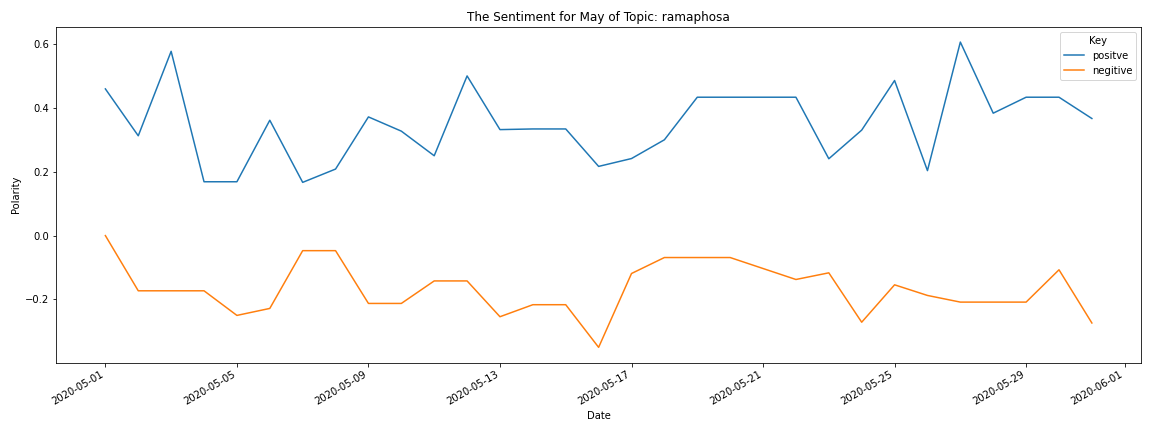 The Sentiment for May of Topic: ramaphosa
Key
positve
negitive
Polarity
0.6
0.4
0.2
0.0
−0.2
2020-05-01
2020-05-05
2020-05-09
2020-05-13
2020-05-17
2020-05-21
2020-05-25
2020-05-29
2020-06-01
Date